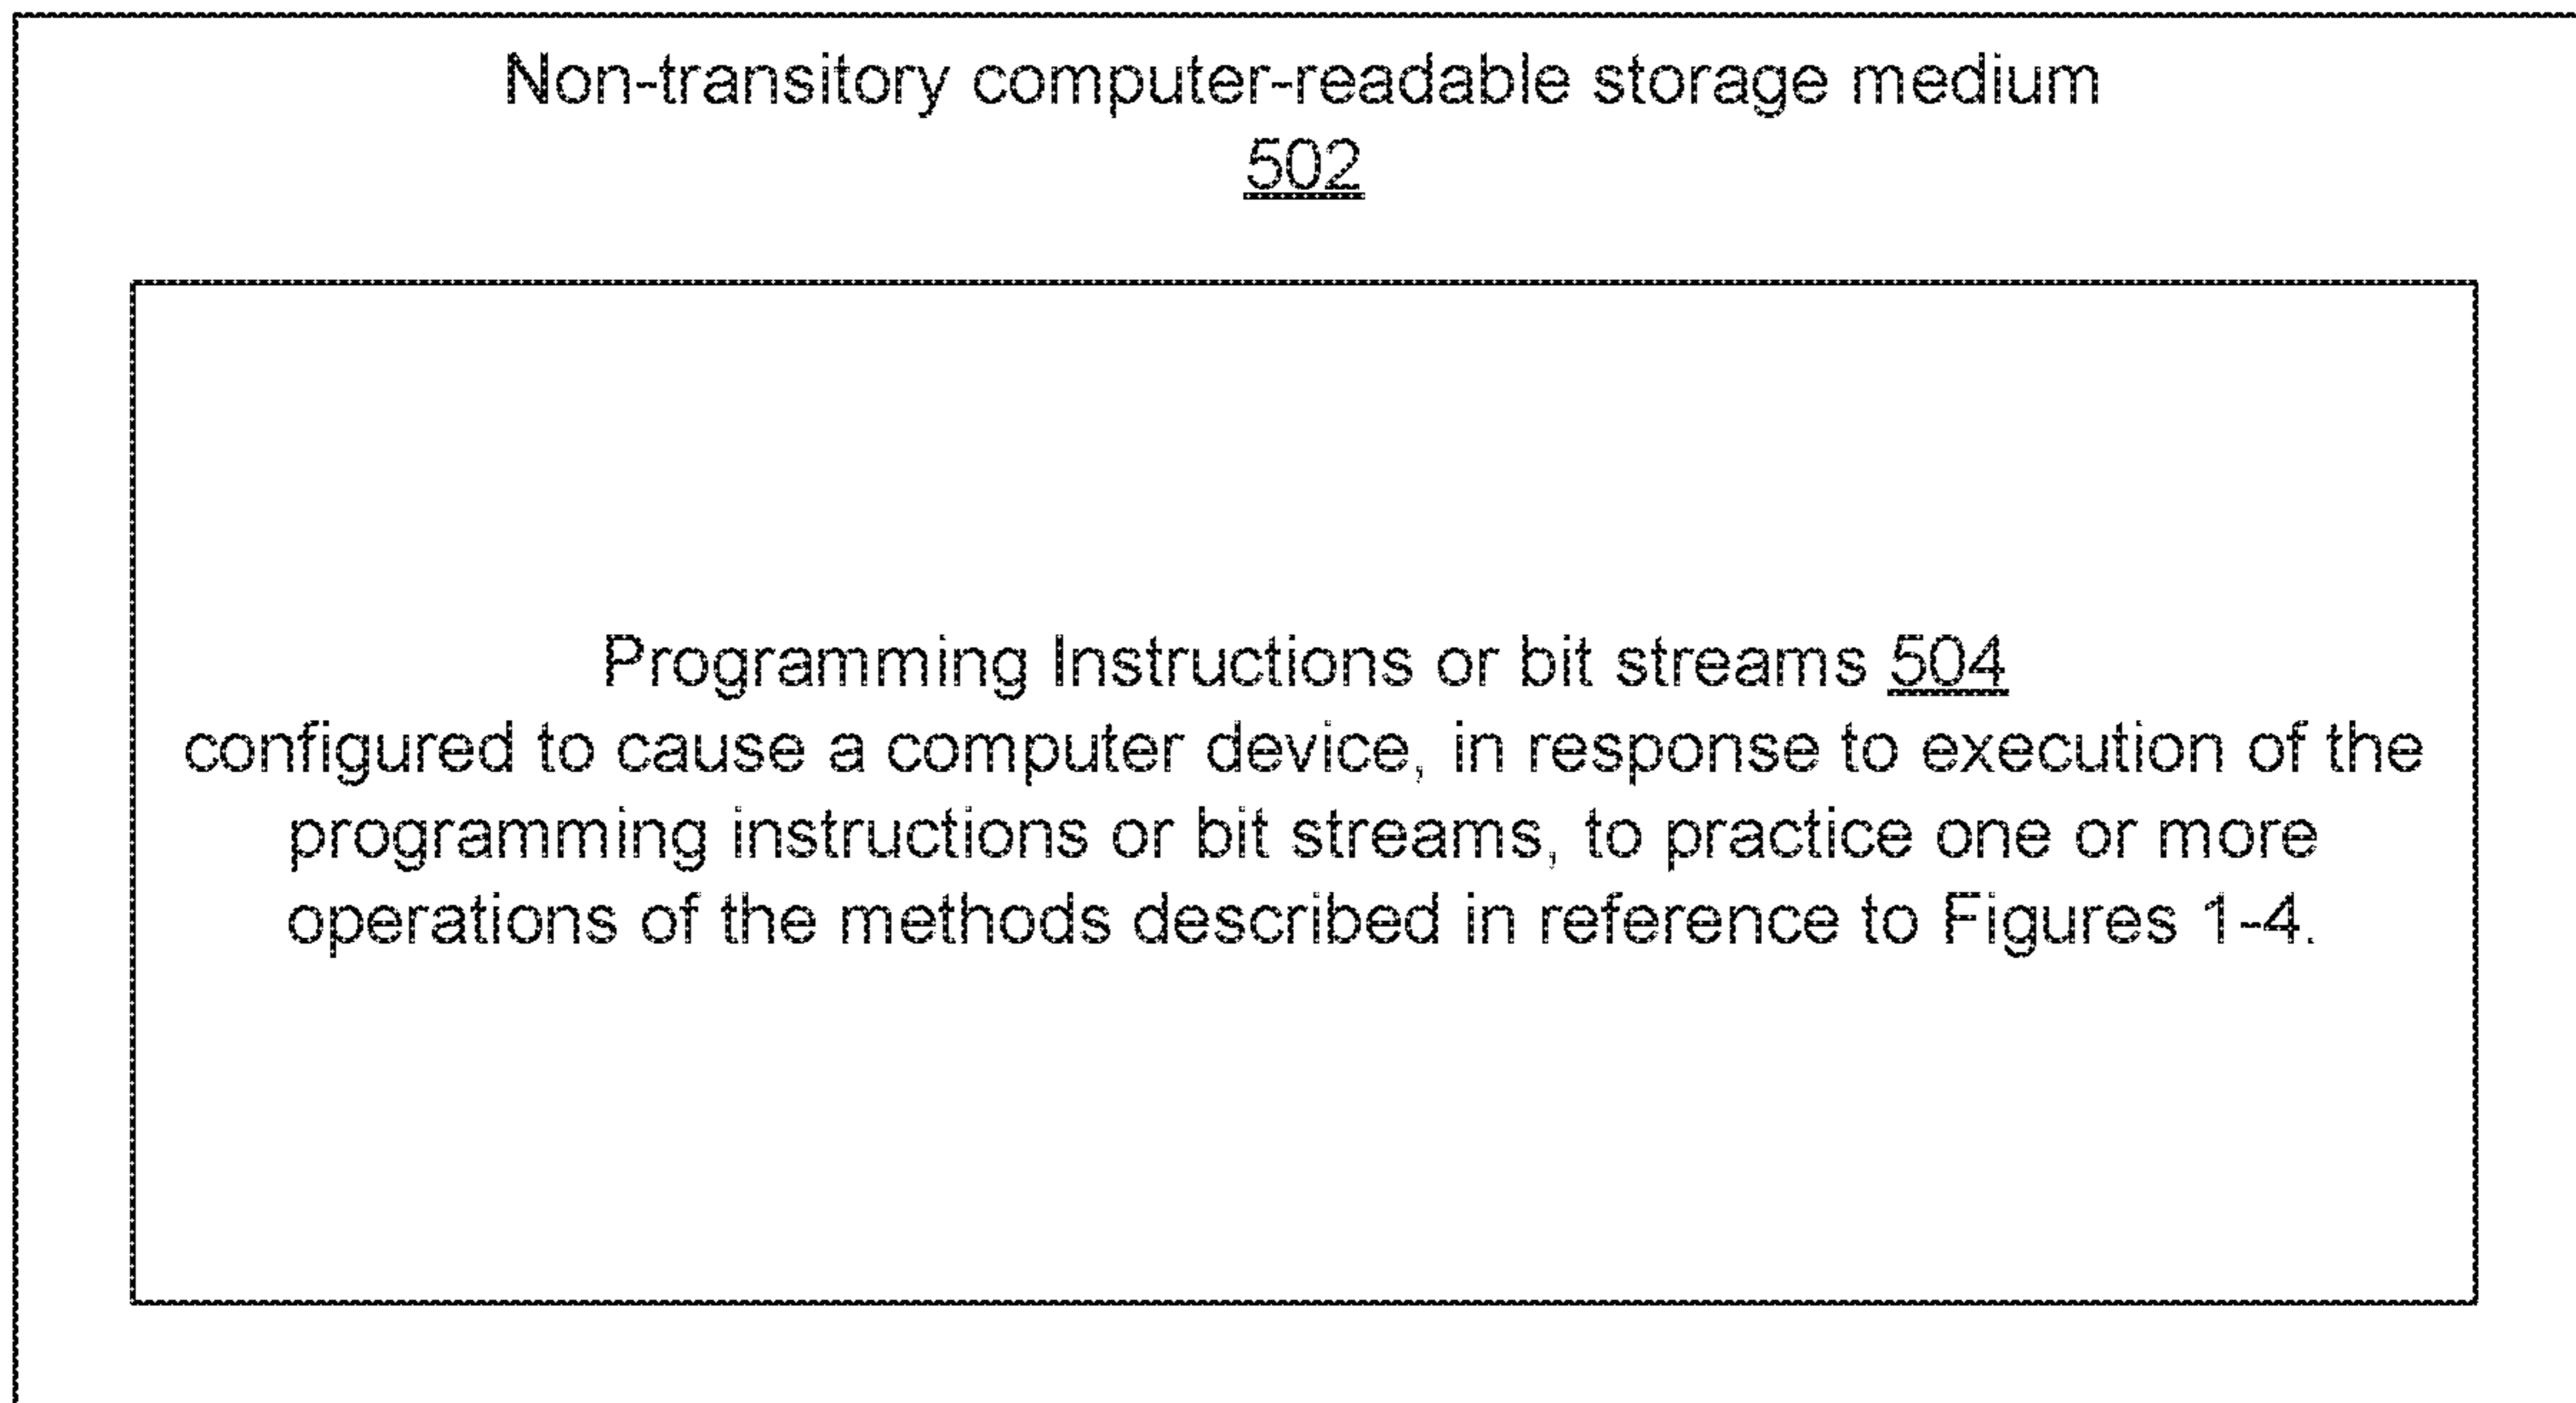 Non-transitory computer-readable storage medium
502
Programming Instructions or bit streams 504
configured to cause a computer device, in response to execution of the
programming instructions or bit streams, to practice one or more
operations of the methods described in reference to Figures 1-4.